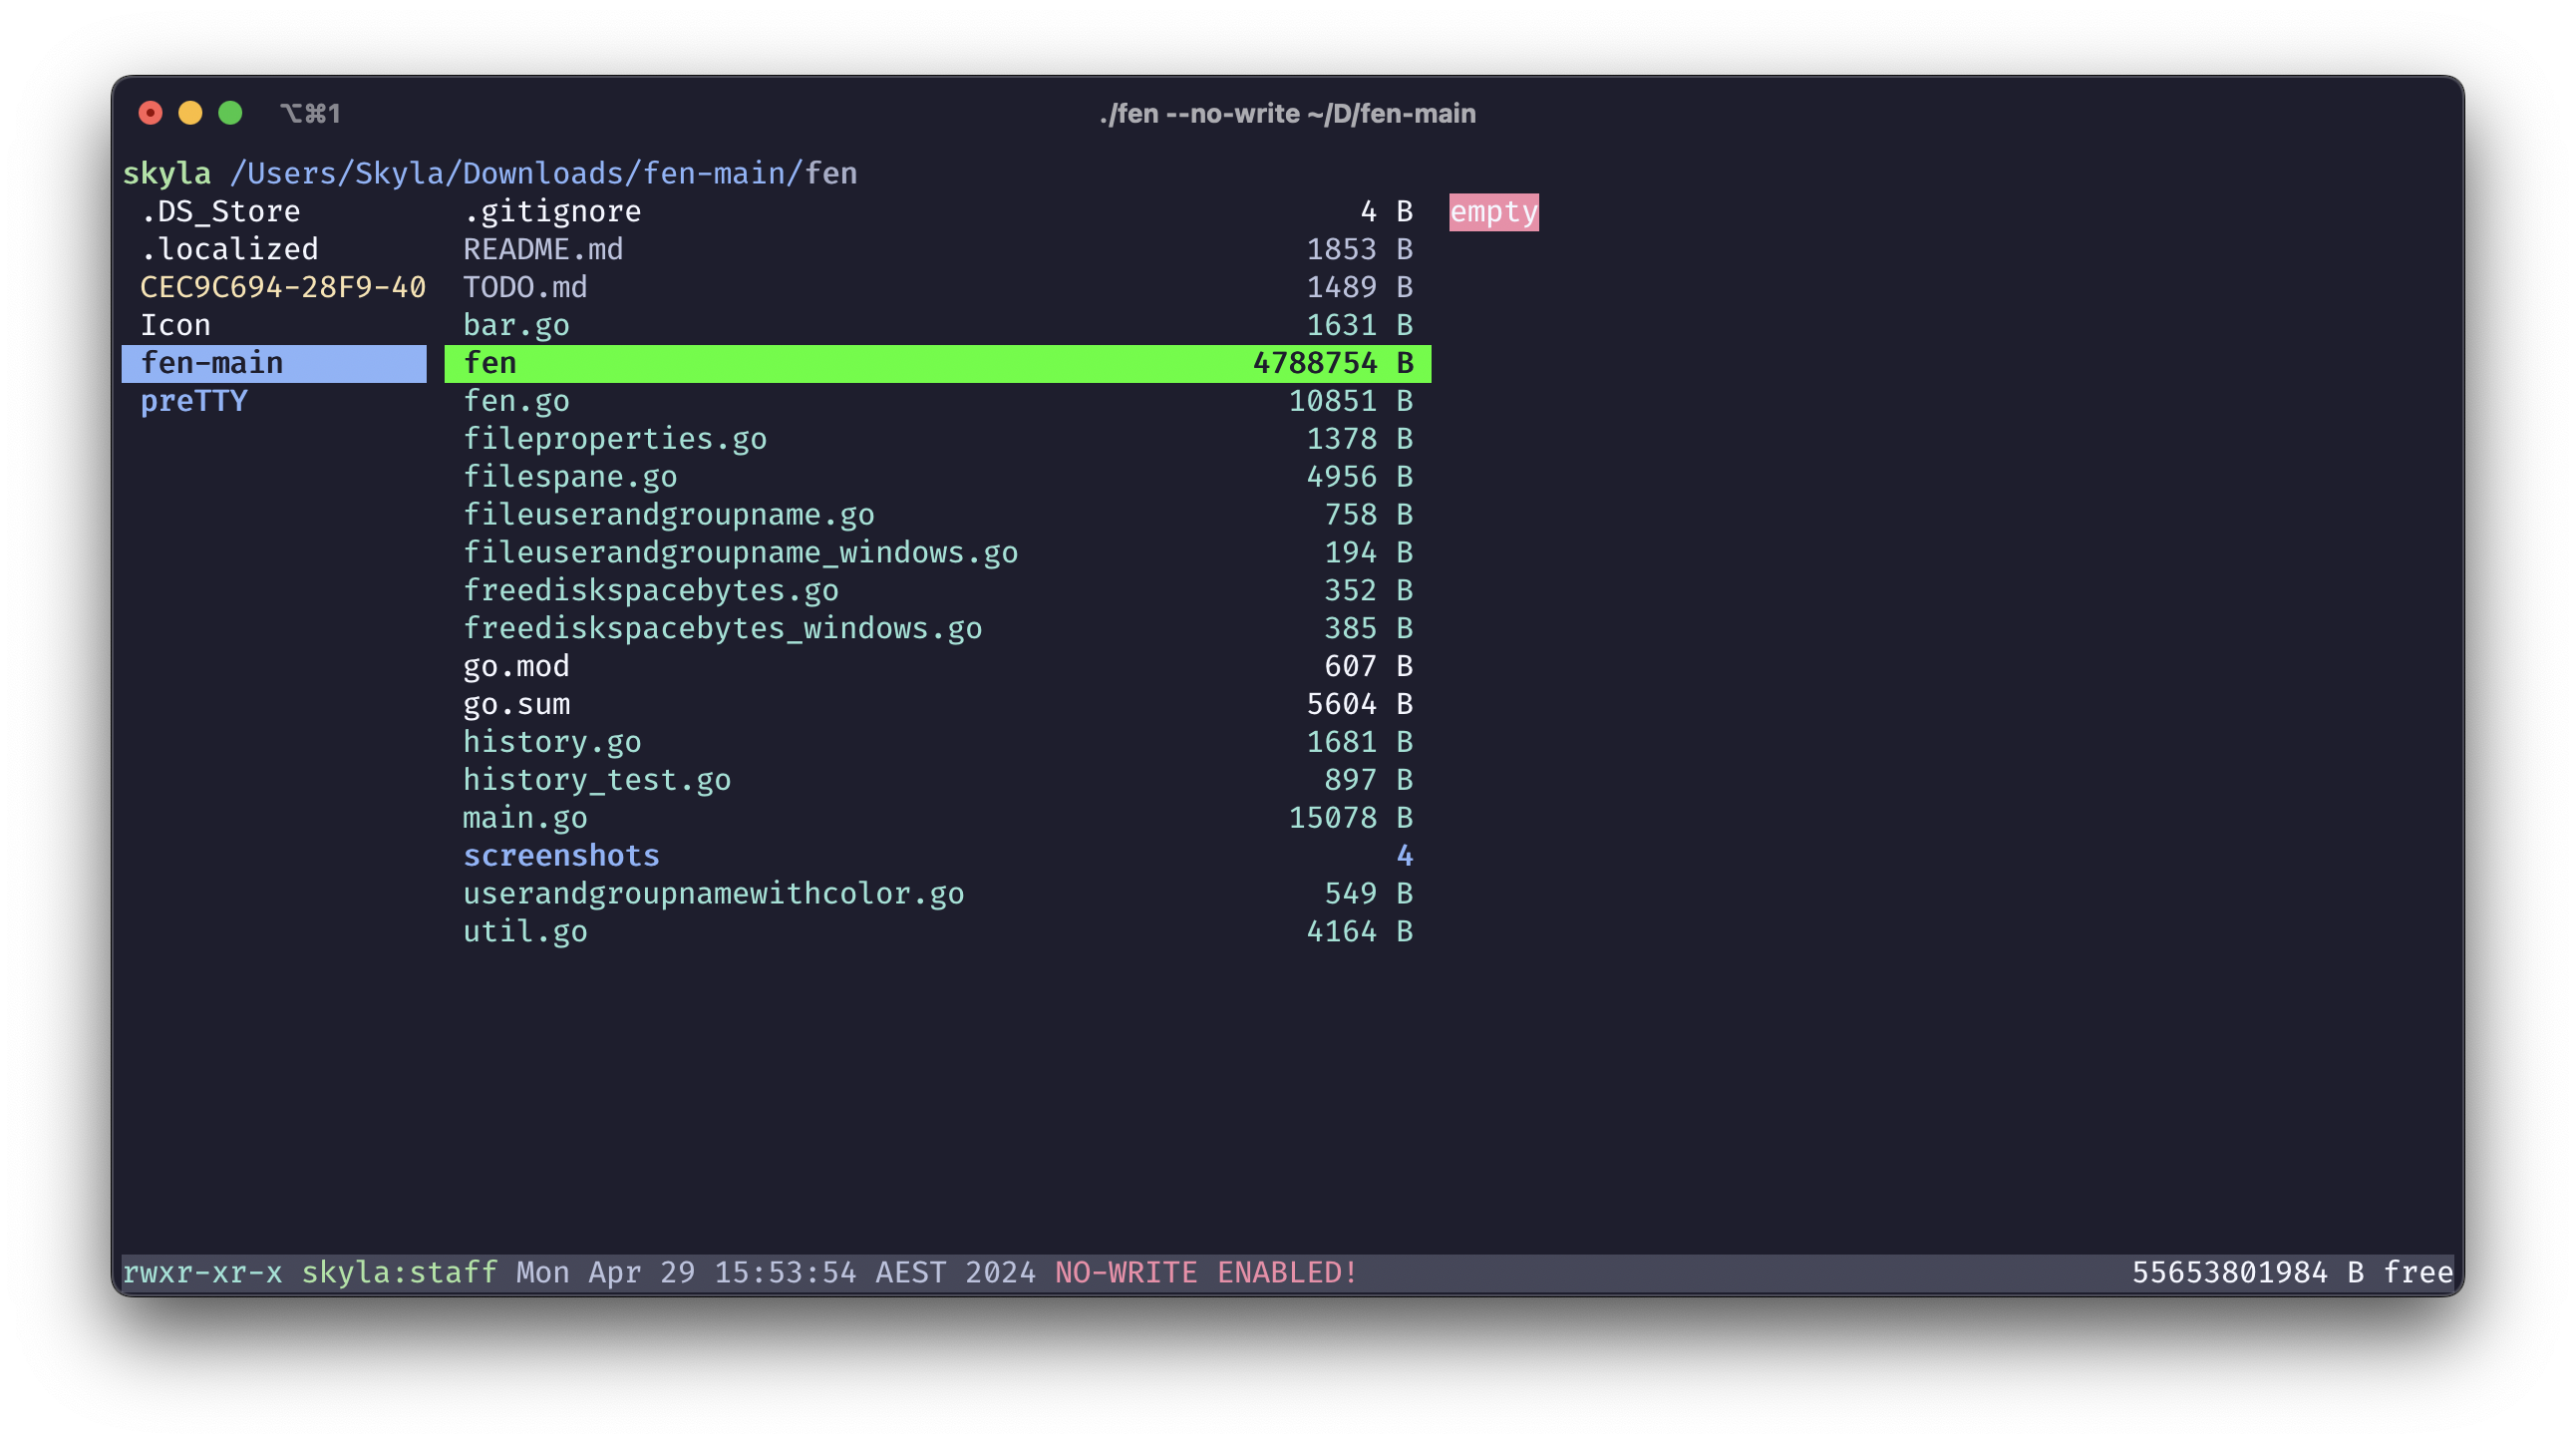 ⌥⌘1 ./fen --no-write ~/D/fen-main
skyla /Users/Skyla/Downloads/fen-main/fen
.DS_Store .gitignore 4 B empty
.localized README.md 1853 B
CEC9C694-28F9-40 TODO.md 1489 B
Icon bar.go 1631 B
fen-main fen 4788754 B
preTTY fen.go 10851 B
fileproperties.go 1378 B
filespane.go 4956 B
fileuserandgroupname.go 758 B
fileuserandgroupname_windows.go 194 B
freediskspacebytes.go 352 B
freediskspacebytes_windows.go 385 B
go.mod 607 B
go.sum 5604 B
history.go 1681 B
history_test.go 897 B
main.go 15078 B
screenshots 4
userandgroupnamewithcolor.go 549 B
util.go 4164 B
rwxr-xr-x skyla:staff Mon Apr 29 15:53:54 AEST 2024 NO-WRITE ENABLED! 55653801984 B free